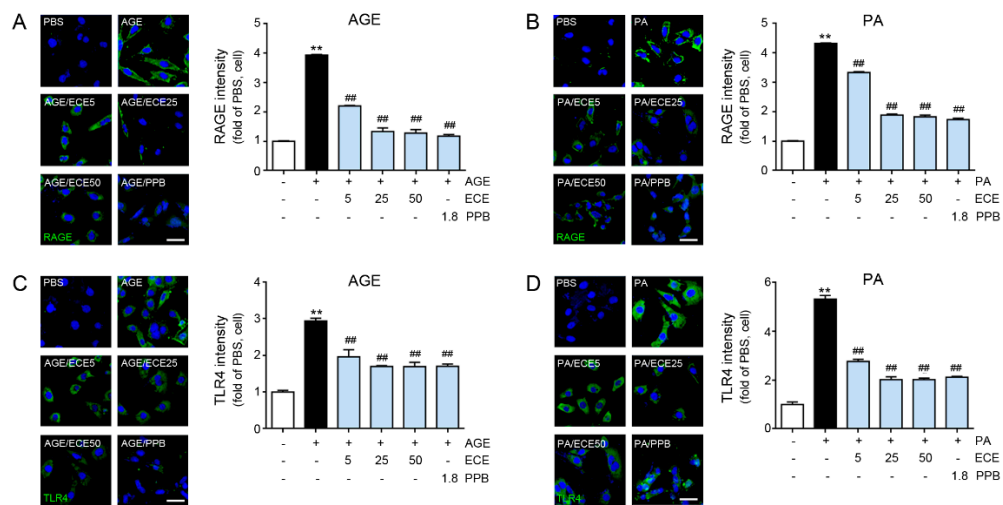 A
PBS
AGE
AGE/ECE5
AGE/ECE25
AGE/ECE50
AGE/PPB
RAGE
AGE
RAGE intensity
(fold of PBS, cell)
5
4
3
2
1
0
**
##
##
##
##
- + + + + + AGE
- - 5 25 50 - ECE
- - - - - 1.8 PPB
B
PBS
PA
PA/ECE5
PA/ECE25
PA/ECE50
PA/PPB
RAGE
PA
RAGE intensity
(fold of PBS, cell)
5
4
3
2
1
0
**
##
##
##
##
- + + + + + PA
- - 5 25 50 - ECE
- - - - - 1.8 PPB
C
PBS
AGE
AGE/ECE5
AGE/ECE25
AGE/ECE50
AGE/PPB
TLR4
AGE
TLR4 intensity
(fold of PBS, cell)
4
3
2
1
0
**
##
##
##
##
- + + + + + AGE
- - 5 25 50 - ECE
- - - - - 1.8 PPB
D
PBS
PA
PA/ECE5
PA/ECE25
PA/ECE50
PA/PPB
TLR4
PA
TLR4 intensity
(fold of PBS, cell)
6
4
2
0
**
##
##
##
##
- + + + + + PA
- - 5 25 50 - ECE
- - - - - 1.8 PPB